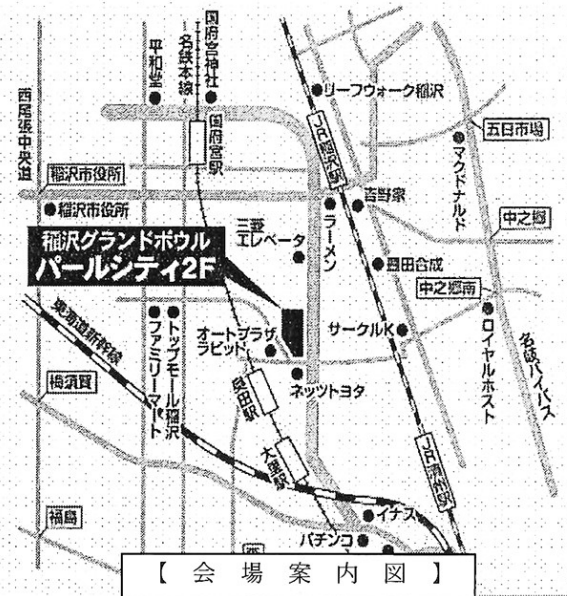 国府宮神社
名鉄本線
平和堂
西尾張中央道
国府宮駅
リーフウォーク稲沢
JR稲沢駅
五日市場
マクドナルド
稲沢市役所
稲沢市役所
吉野家
ラーメン
中之郷
三菱
エレベータ
稲沢グランドボウル
パールシティ2F
豊田合成
中之郷南
東海道新幹線
サークルK
ロイヤルホスト
名岐バイパス
オートプラザ
ラビット
トップモール稲沢
ファミリーマート
ネッツトヨタ
奥田駅
梅須賀
大里駅
JR清州駅
福島
イナス
パチンコ
【会場案内図】